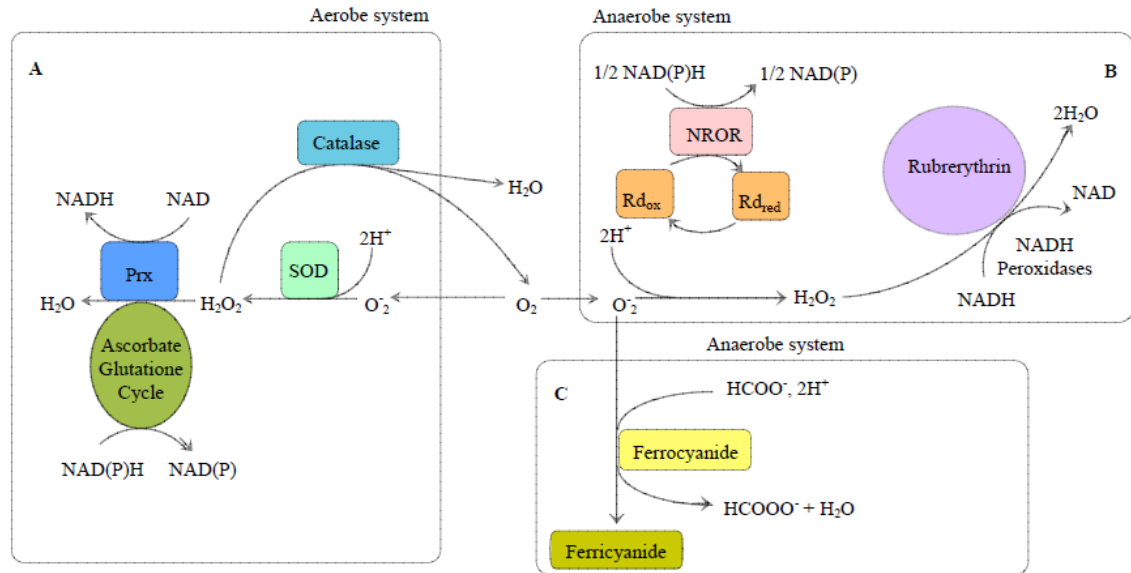 Aerobe system
Anaerobe system
A
Catalase
H₂O
NADH
NAD
Prx
SOD
2H⁺
H₂O
H₂O₂
O⁻₂
O₂
Ascorbate
Glutatione
Cycle
NAD(P)H
NAD(P)
B
1/2 NAD(P)H
1/2 NAD(P)
NROR
Rd_ox
Rd_red
2H⁺
O⁻₂
H₂O₂
Rubrerythrin
2H₂O
NAD
NADH
Peroxidases
NADH
Anaerobe system
C
HCOO⁻, 2H⁺
Ferrocyanide
HCOOO⁻ + H₂O
Ferricyanide